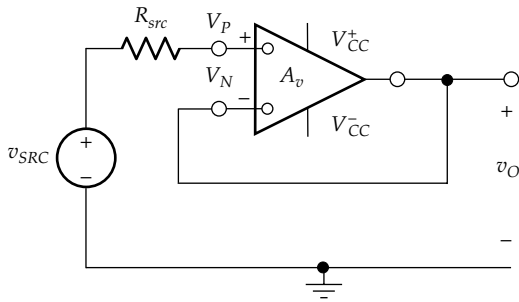 R_src
V_P
+
V_CC^+
V_N
A_v
−
V_CC^−
+
v_SRC
+
−
v_O
−